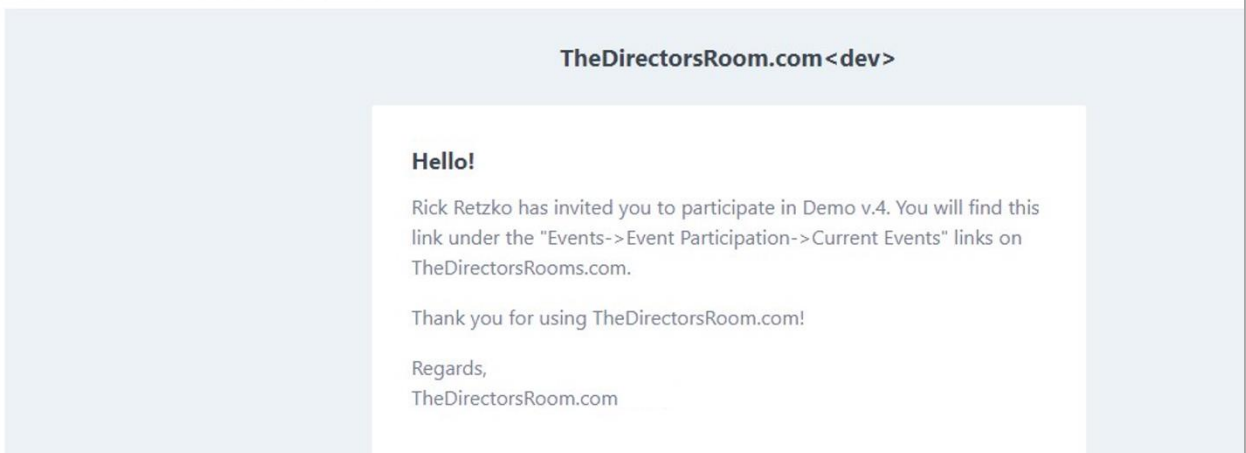 TheDirectorsRoom.com<dev>
Hello!
Rick Retzko has invited you to participate in Demo v.4. You will find this
link under the "Events->Event Participation->Current Events" links on
TheDirectorsRooms.com.
Thank you for using TheDirectorsRoom.com!
Regards,
TheDirectorsRoom.com